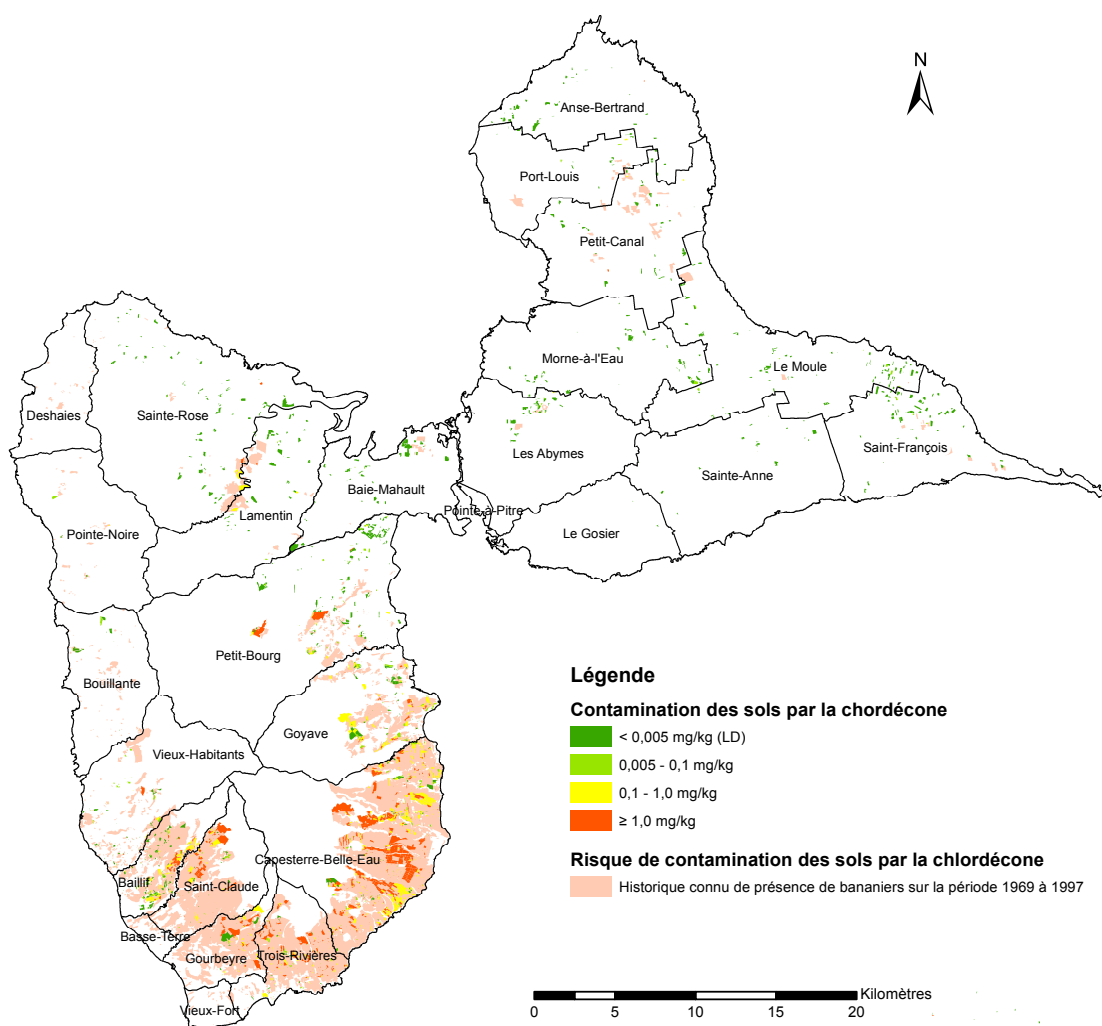 N
Anse-Bertrand
Port-Louis
Petit-Canal
Morne-à-l'Eau
Le Moule
Deshaies
Sainte-Rose
Les Abymes
Saint-François
Sainte-Anne
Baie-Mahault
Lamentin
Pointe-à-Pitre
Pointe-Noire
Le Gosier
Petit-Bourg
Bouillante
Goyave
Vieux-Habitants
Capesterre-Belle-Eau
Baillif
Saint-Claude
Basse-Terre
Gourbeyre
Trois-Rivières
Vieux-Fort
Légende
Contamination des sols par la chordécone
< 0,005 mg/kg (LD)
0,005 - 0,1 mg/kg
0,1 - 1,0 mg/kg
≥ 1,0 mg/kg
Risque de contamination des sols par la chlordécone
Historique connu de présence de bananiers sur la période 1969 à 1997
Kilomètres
0 5 10 15 20